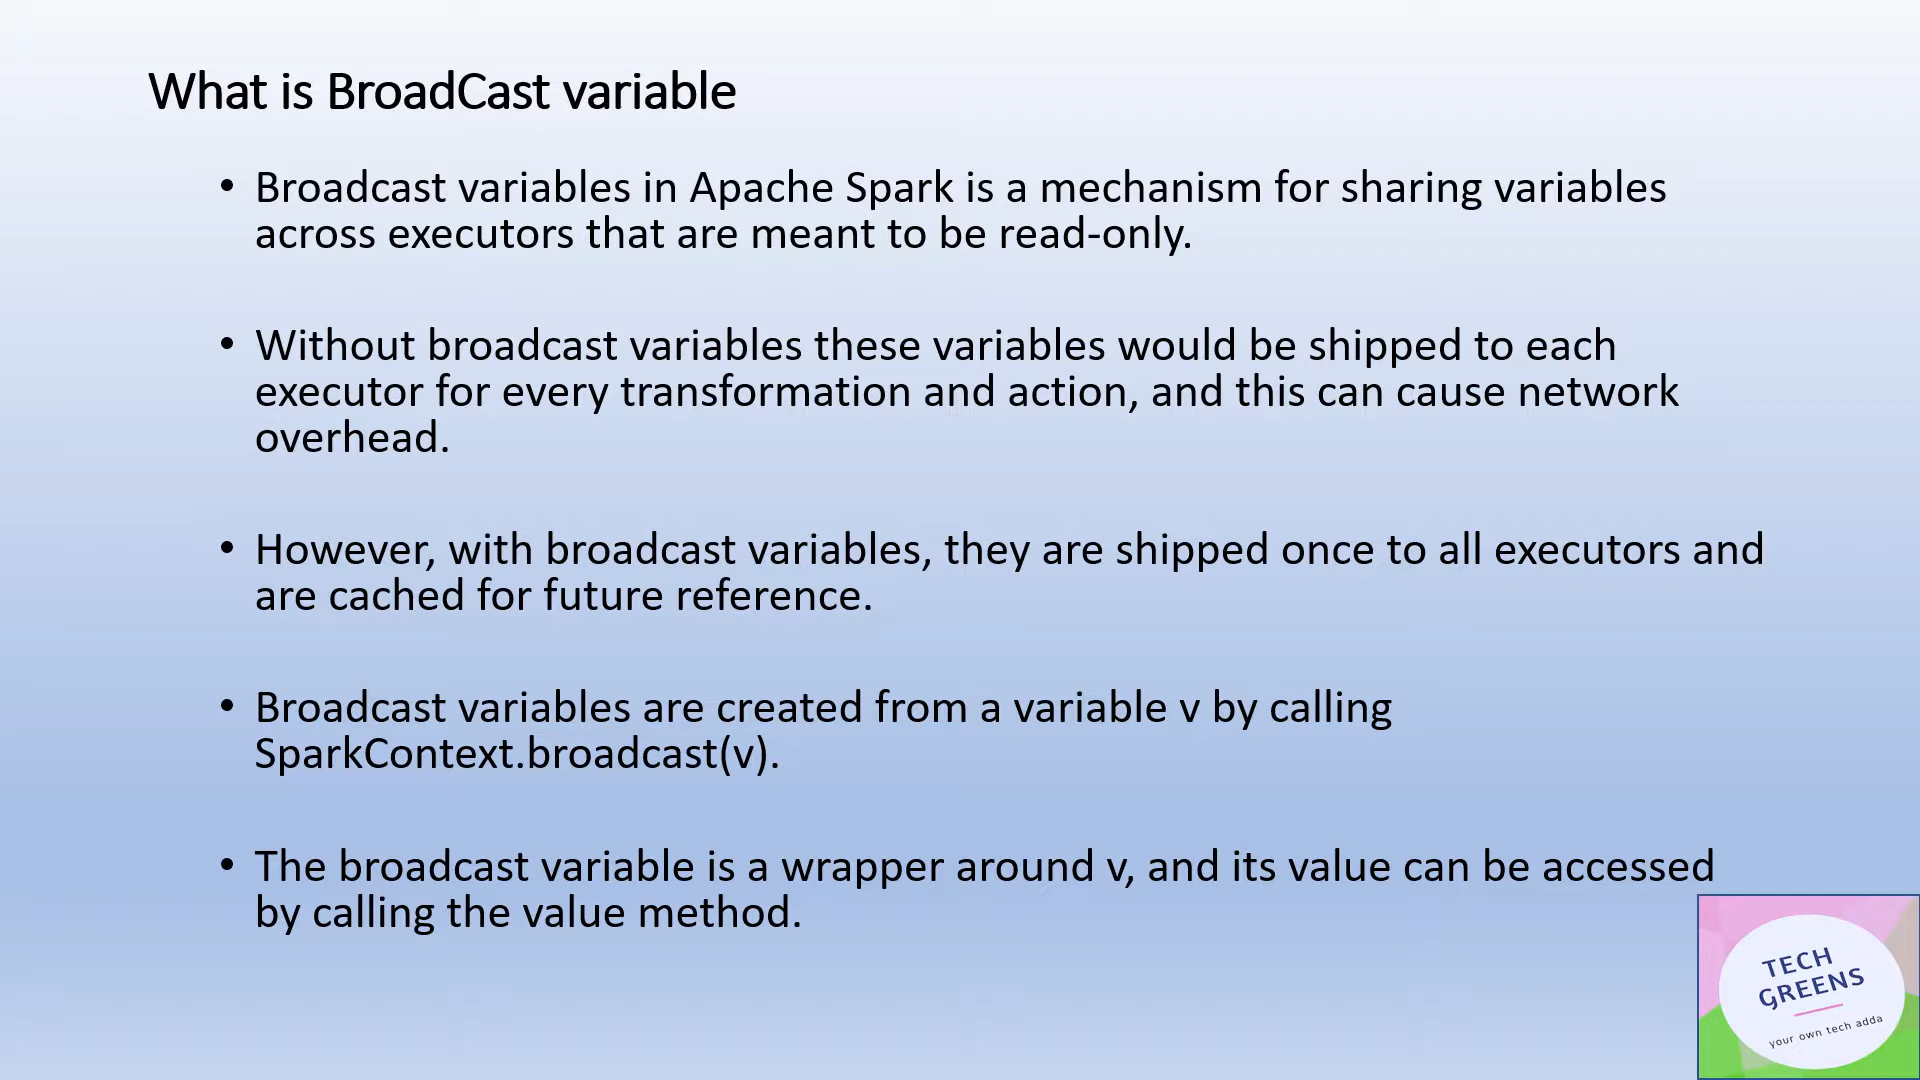 What is BroadCast variable
• Broadcast variables in Apache Spark is a mechanism for sharing variables
across executors that are meant to be read-only.
• Without broadcast variables these variables would be shipped to each
executor for every transformation and action, and this can cause network
overhead.
• However, with broadcast variables, they are shipped once to all executors and
are cached for future reference.
• Broadcast variables are created from a variable v by calling
SparkContext.broadcast(v).
• The broadcast variable is a wrapper around v, and its value can be accessed
by calling the value method.
TECH
GREENS
your own tech adda